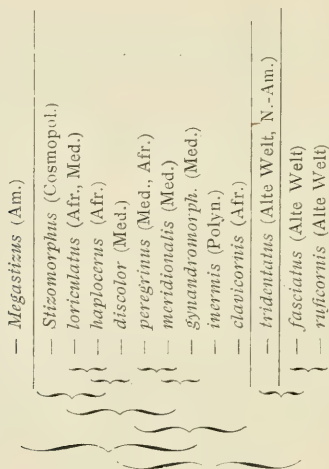 — Megastizus (Am.)
— Stizomorphus (Cosmopol.)
— loriculatus (Afr., Med.)
— haplocerus (Afr.)
— discolor (Med.)
— peregrinus (Med., Afr.)
— meridionalis (Med.)
— gynandromorph. (Med.)
— inermis (Polyn.)
— clavicornis (Afr.)
— tridentatus (Alte Welt, N.-Am.)
— fasciatus (Alte Welt)
— ruficornis (Alte Welt)